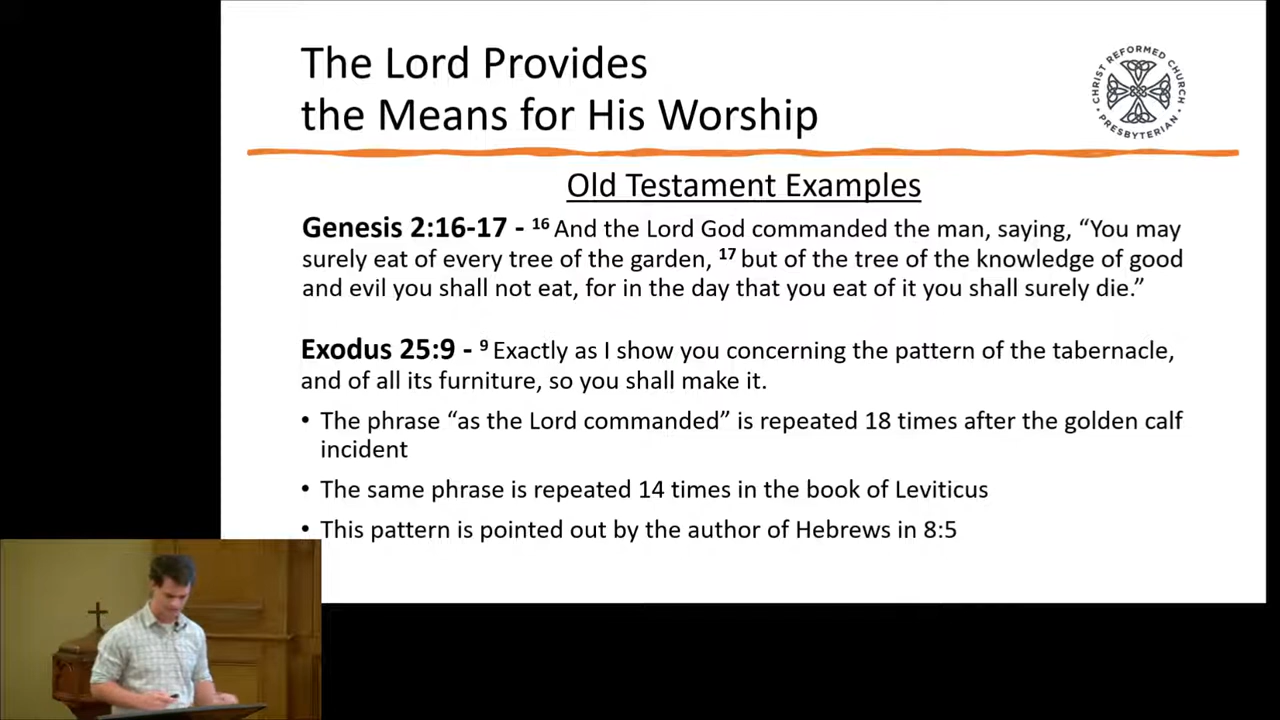 The Lord Provides
the Means for His Worship
CHRIST REFORMED CHURCH
• PRESBYTERIAN •
Old Testament Examples
Genesis 2:16-17 - 16 And the Lord God commanded the man, saying, “You may
surely eat of every tree of the garden, 17 but of the tree of the knowledge of good
and evil you shall not eat, for in the day that you eat of it you shall surely die.”
Exodus 25:9 - 9 Exactly as I show you concerning the pattern of the tabernacle,
and of all its furniture, so you shall make it.
• The phrase “as the Lord commanded” is repeated 18 times after the golden calf
incident
• The same phrase is repeated 14 times in the book of Leviticus
• This pattern is pointed out by the author of Hebrews in 8:5